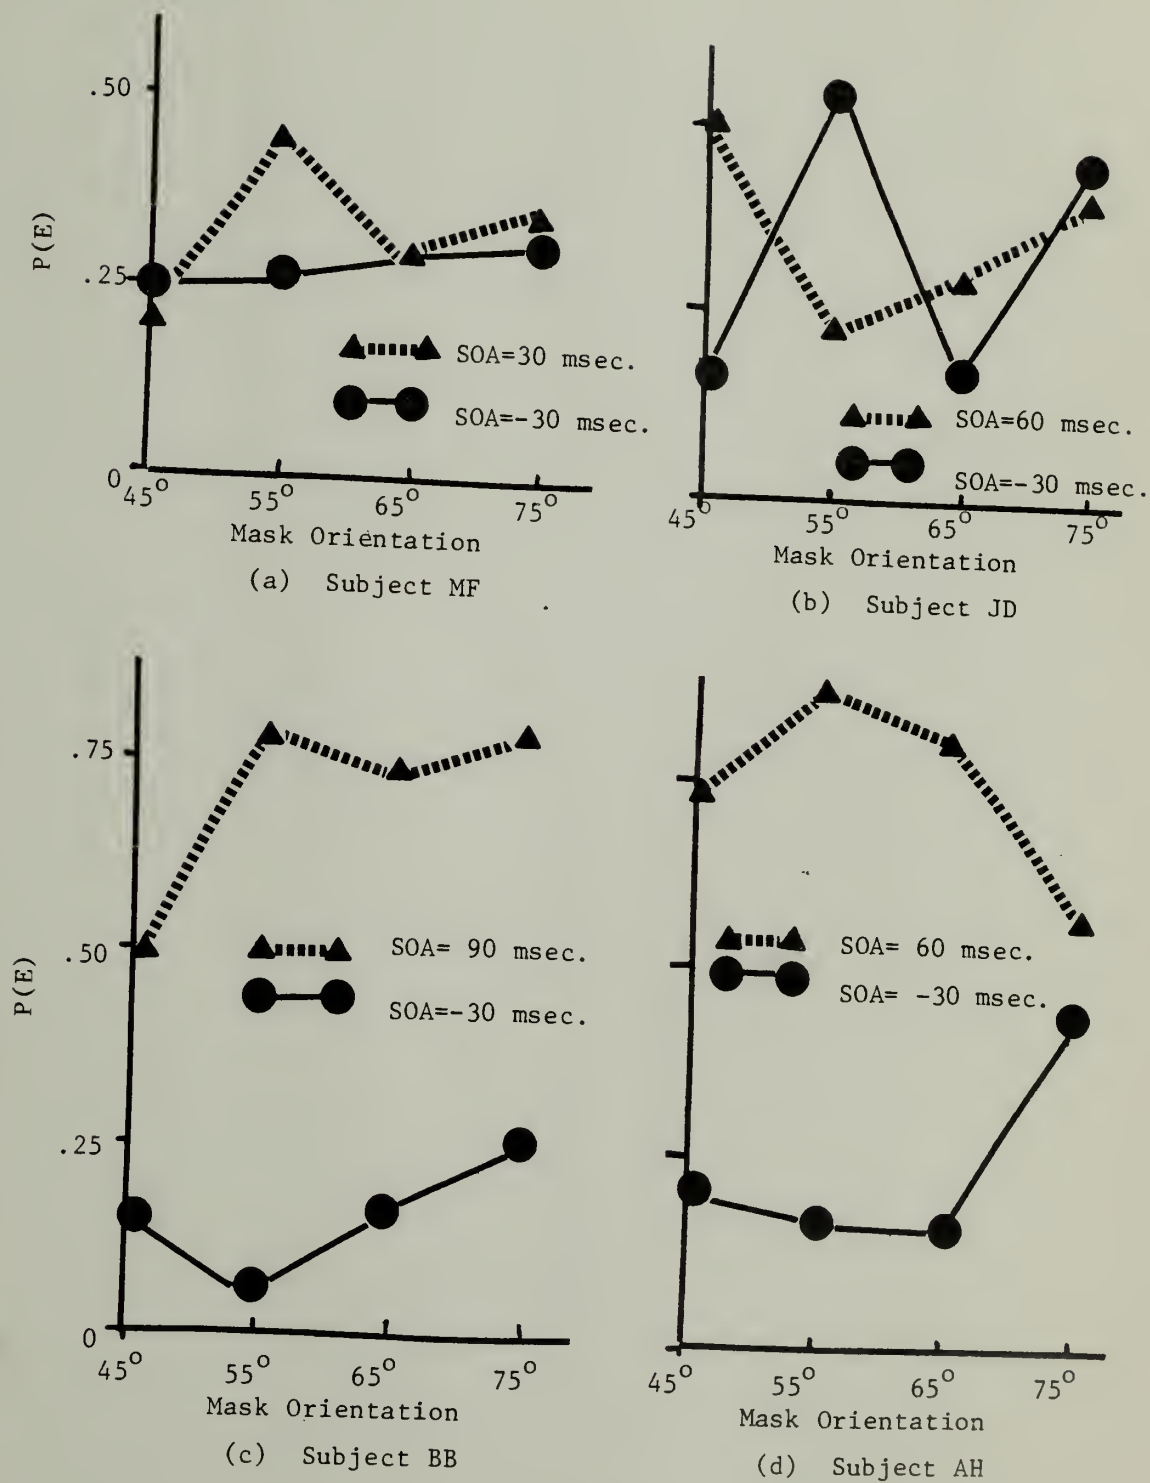 .50
P(E)
.25
SOA=30 msec.
SOA=-30 msec.
0
45° 55° 65° 75°
Mask Orientation
(a) Subject MF
SOA=60 msec.
SOA=-30 msec.
45° 55° 65° 75°
Mask Orientation
(b) Subject JD
.75
.50
P(E)
SOA= 90 msec.
SOA=-30 msec.
.25
0
45° 55° 65° 75°
Mask Orientation
(c) Subject BB
SOA= 60 msec.
SOA= -30 msec.
45° 55° 65° 75°
Mask Orientation
(d) Subject AH